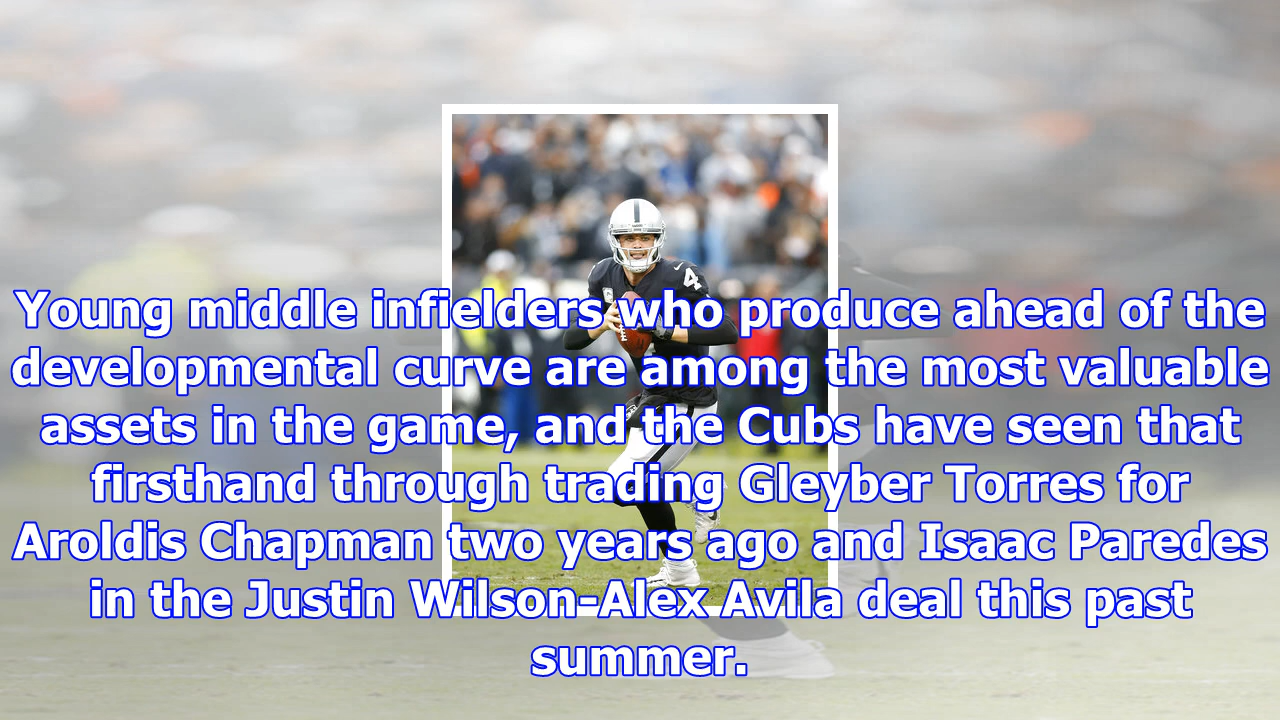 Young middle infielders who produce ahead of the
developmental curve are among the most valuable
assets in the game, and the Cubs have seen that
firsthand through trading Gleyber Torres for
Aroldis Chapman two years ago and Isaac Paredes
in the Justin Wilson-Alex Avila deal this past
summer.
4